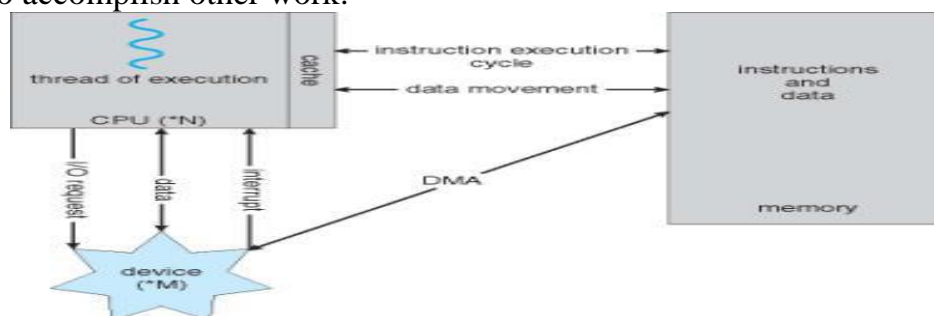 o accomplish other work.
thread of execution
cache
CPU (*N)
instruction execution
cycle
data movement
instructions
and
data
memory
I/O request
data
interrupt
DMA
device
(*M)